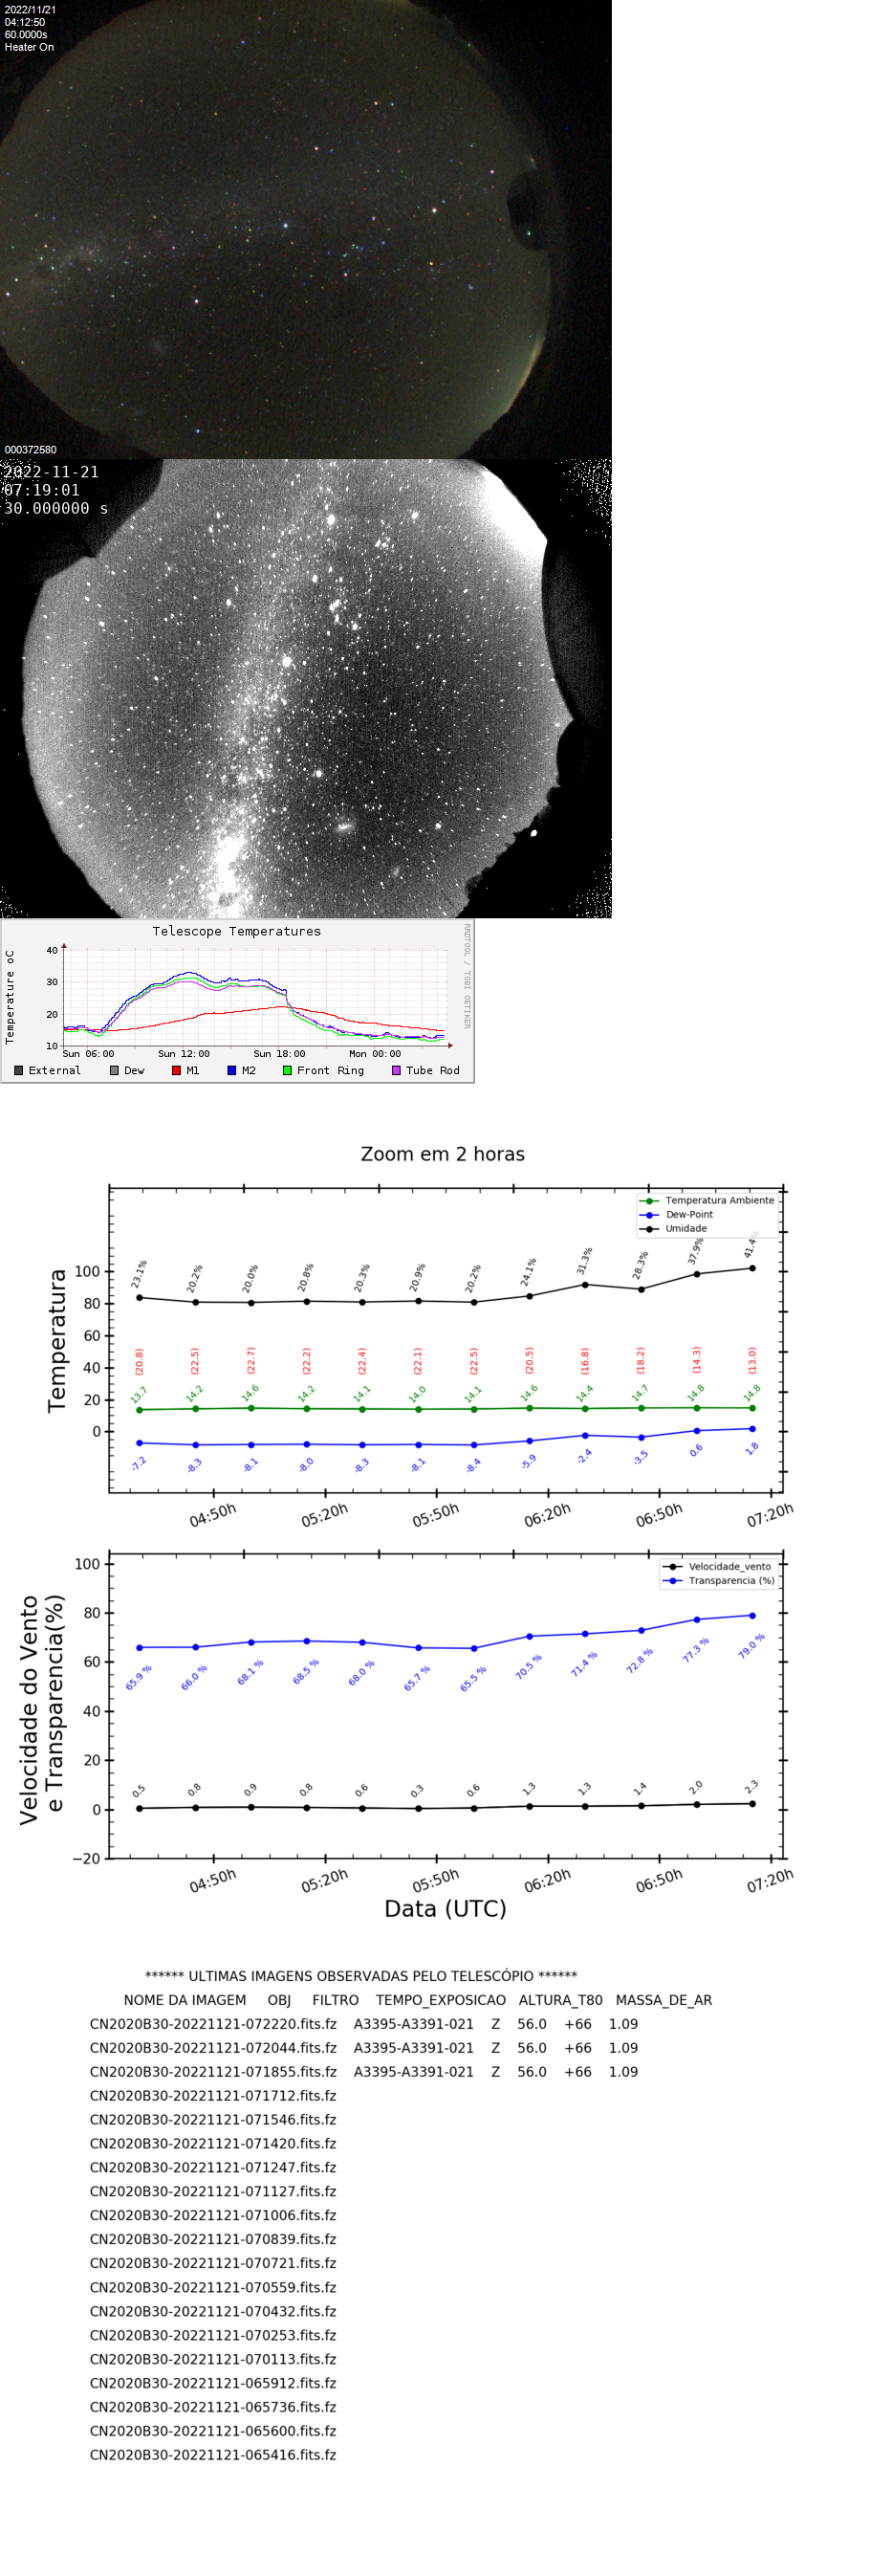 2022/11/21
04:12:50
60.0000s
Heater On
000372580
2022-11-21
07:19:01
30.000000 s
Telescope Temperatures
RRDTOOL / TOBI OETIKER
Temperature oC
40
30
20
10
Sun 06:00 Sun 12:00 Sun 18:00 Mon 00:00
External Dew M1 M2 Front Ring Tube Rod
Zoom em 2 horas
Temperatura Ambiente
Dew-Point
Umidade
Temperatura
100
80
60
40
20
0
23.1% 20.2% 20.0% 20.8% 20.3% 20.9% 20.2% 24.1% 31.3% 28.3% 37.9% 41.4%
(20.8) (22.5) (22.7) (22.2) (22.4) (22.1) (22.5) (20.5) (16.8) (18.2) (14.3) (13.0)
13.7 14.2 14.6 14.2 14.1 14.0 14.1 14.6 14.4 14.7 14.8 14.8
-7.2 -8.3 -8.1 -8.0 -8.3 -8.1 -8.4 -5.9 -2.4 -3.5 0.6 1.8
04:50h 05:20h 05:50h 06:20h 06:50h 07:20h
Velocidade_vento
Transparencia (%)
Velocidade do Vento
e Transparencia(%)
100
80
60
40
20
0
−20
65.9 % 66.0 % 68.1 % 68.5 % 68.0 % 65.7 % 65.5 % 70.5 % 71.4 % 72.8 % 77.3 % 79.0 %
0.5 0.8 0.9 0.8 0.6 0.3 0.6 1.3 1.3 1.4 2.0 2.3
04:50h 05:20h 05:50h 06:20h 06:50h 07:20h
Data (UTC)
****** ULTIMAS IMAGENS OBSERVADAS PELO TELESCÓPIO ******
NOME DA IMAGEM OBJ FILTRO TEMPO_EXPOSICAO ALTURA_T80 MASSA_DE_AR
CN2020B30-20221121-072220.fits.fz A3395-A3391-021 Z 56.0 +66 1.09
CN2020B30-20221121-072044.fits.fz A3395-A3391-021 Z 56.0 +66 1.09
CN2020B30-20221121-071855.fits.fz A3395-A3391-021 Z 56.0 +66 1.09
CN2020B30-20221121-071712.fits.fz
CN2020B30-20221121-071546.fits.fz
CN2020B30-20221121-071420.fits.fz
CN2020B30-20221121-071247.fits.fz
CN2020B30-20221121-071127.fits.fz
CN2020B30-20221121-071006.fits.fz
CN2020B30-20221121-070839.fits.fz
CN2020B30-20221121-070721.fits.fz
CN2020B30-20221121-070559.fits.fz
CN2020B30-20221121-070432.fits.fz
CN2020B30-20221121-070253.fits.fz
CN2020B30-20221121-070113.fits.fz
CN2020B30-20221121-065912.fits.fz
CN2020B30-20221121-065736.fits.fz
CN2020B30-20221121-065600.fits.fz
CN2020B30-20221121-065416.fits.fz